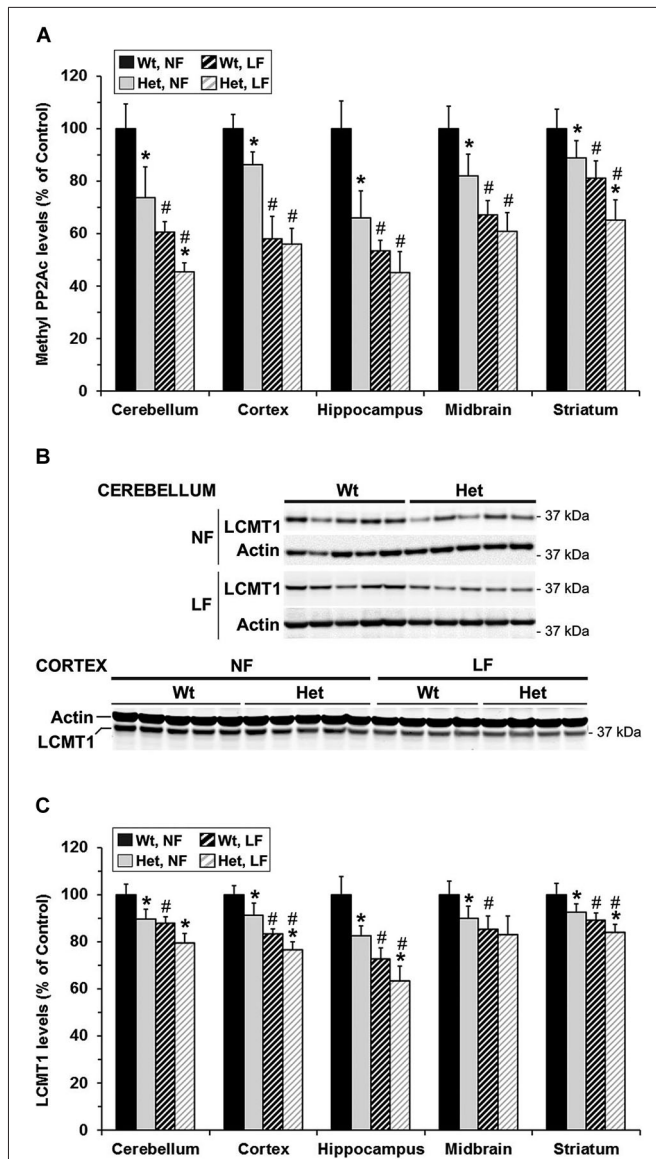 A
Wt, NF Wt, LF
Het, NF Het, LF
Methyl PP2Ac levels (% of Control)
120
100
80
60
40
20
0
* # # *
* # #
* # #
* # #
* # # *
Cerebellum Cortex Hippocampus Midbrain Striatum
B
CEREBELLUM Wt Het
NF LCMT1 - 37 kDa
Actin - 37 kDa
LF LCMT1 - 37 kDa
Actin - 37 kDa
CORTEX NF LF
Wt Het Wt Het
Actin
LCMT1 - 37 kDa
C
Wt, NF Wt, LF
Het, NF Het, LF
LCMT1 levels (% of Control)
120
100
80
60
40
20
0
* # *
* # # *
* # # *
* #
* # # *
Cerebellum Cortex Hippocampus Midbrain Striatum